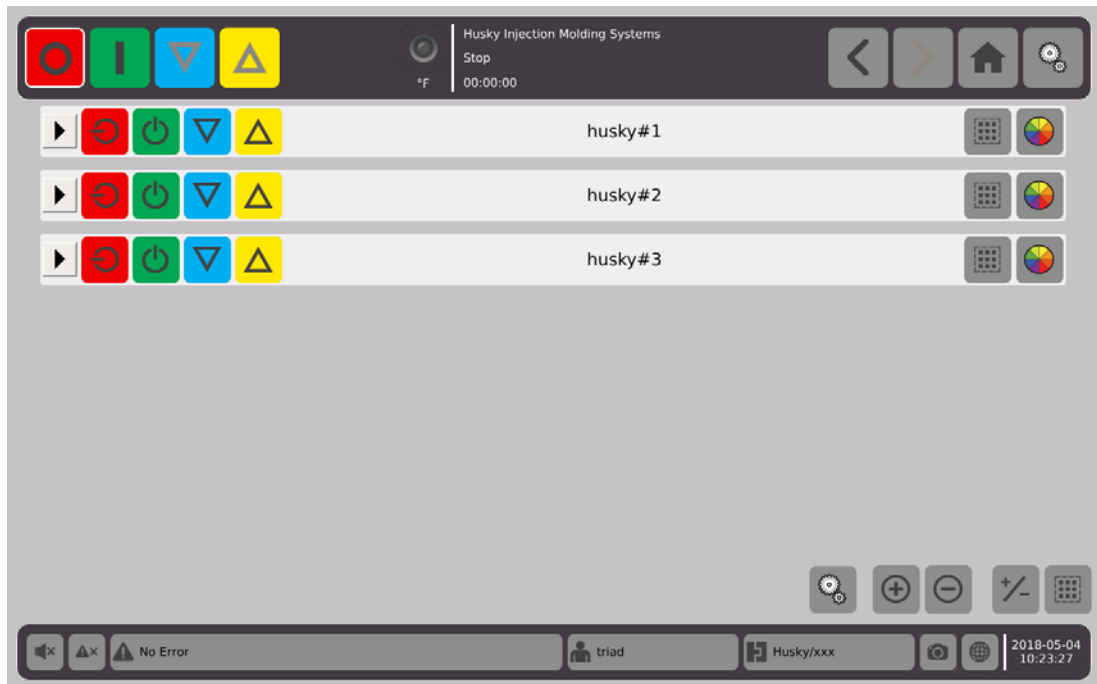 Husky Injection Molding Systems
Stop
°F
00:00:00
husky#1
husky#2
husky#3
+/-
No Error
triad
Husky/xxx
2018-05-04
10:23:27